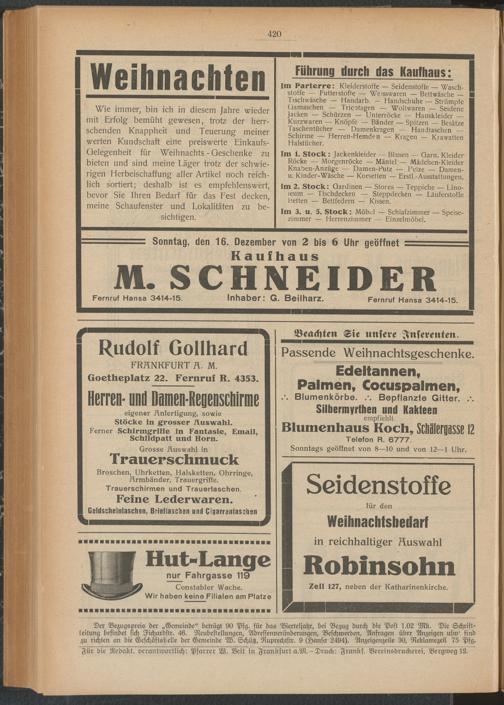 420
Weihnachten
Wie immer, bin ich in diesem Jahre wieder
mit Erfolg bemüht gewesen, trotz der herr-
schenden Knappheit und Teuerung meiner
werten Kundschaft eine preiswerte Einkaufs-
Gelegenheit für Weihnachts-Geschenke zu
bieten und sind meine Läger trotz der schwie-
rigen Herbeischaffung aller Artikel noch reich-
lich sortiert; deshalb ist es empfehlenswert,
bevor Sie Ihren Bedarf für das Fest decken,
meine Schaufenster und Lokalitäten zu be-
sichtigen.
Führung durch das Kaufhaus:
Im Parterre: Kleiderstoffe — Seidenstoffe — Wasch-
stoffe — Futterstoffe — Weisswaren — Bettwäsche —
Tischwäsche — Handarb. — Handschuhe — Strümpfe
Gamaschen — Tricotagen — Wollwaren — Seidene
Jacken — Schürzen — Unterröcke — Hauskleider —
Kurzwaren — Knöpfe — Bänder — Spitzen — Besätze
Taschentücher — Damenkragen — Handtaschen —
Schirme — Herren-Hemden — Kragen — Krawatten
Halstücher.
Im 1. Stock: Jackenkleider — Blusen — Garn. Kleider
Röcke — Morgenröcke — Mäntel — Mädchen-Kleider
Knaben-Anzüge — Damen-Putz — Pelze — Damen-
u. Kinder-Wäsche — Korsetten — Erstl.-Ausstattungen.
Im 2. Stock: Gardinen — Stores — Teppiche — Lino-
leum — Tischdecken — Steppdecken — Läuferstoffe
Betten — Bettfedern — Kissen.
Im 3. u. 5. Stock: Möbel — Schlafzimmer — Speise-
zimmer — Herrenzimmer — Einzelmöbel.
Sonntag, den 16. Dezember von 2 bis 6 Uhr geöffnet
Kaufhaus
M. SCHNEIDER
Fernruf Hansa 3414-15. Inhaber: G. Beilharz. Fernruf Hansa 3414-15.
Rudolf Gollhard
FRANKFURT A. M.
Goetheplatz 22. Fernruf R. 4353.
Herren- und Damen-Regenschirme
eigener Anfertigung, sowie
Stöcke in grosser Auswahl.
Ferner Schirmgriffe in Fantasie, Email,
Schildpatt und Horn.
Grosse Auswahl in
Trauerschmuck
Broschen, Uhrketten, Halsketten, Ohrringe,
Armbänder, Trauergriffe.
Trauerschirmen und Trauertaschen.
Feine Lederwaren.
Geldscheintaschen, Brieftaschen und Cigarrentaschen
Hut-Lange
nur Fahrgasse 119
Constabler Wache.
Wir haben keine Filialen am Platze
Beachten Sie unsere Inserenten.
Passende Weihnachtsgeschenke.
Edeltannen,
Palmen, Cocuspalmen,
∴ Blumenkörbe. ∴ Bepflanzte Gitter. ∴
Silbermyrthen und Kakteen
empfiehlt
Blumenhaus Koch, Schäfergasse 12
Telefon R. 6777.
Sonntags geöffnet von 8—10 und von 12—1 Uhr.
Seidenstoffe
für den
Weihnachtsbedarf
in reichhaltiger Auswahl
Robinsohn
Zeil 127, neben der Katharinenkirche.
Der Bezugspreis der „Gemeinde“ beträgt 90 Pfg. für das Vierteljahr, bei Bezug durch die Post 1.02 Mk. Die Schrift-
leitung befindet sich Fichardstr. 46. Neubestellungen, Adressenveränderungen, Beschwerden, Anfragen über Anzeigen usw. sind
zu richten an die Geschäftsstelle der Gemeinde W. Schütz, Ruprechtstr. 9 (Hansa 2494). Anzeigenzeile 30, Reklamezeil 75 Pfg.
Für die Redakt. verantwortlich: Pfarrer W. Veit in Frankfurt a.M. – Druck: Frankf. Vereinsdruckerei, Bergweg 12.